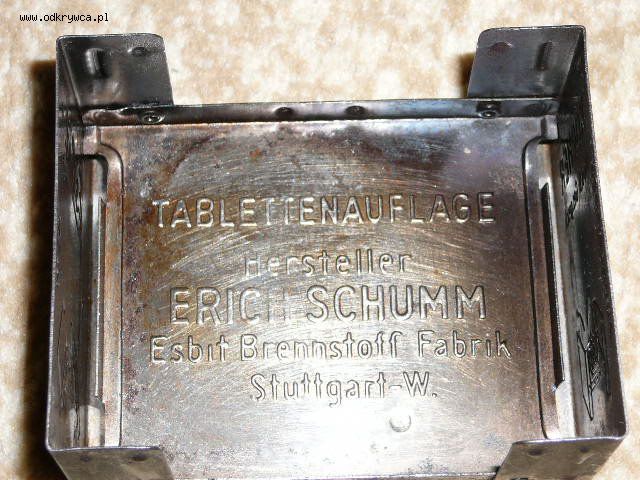 www.odkrywca.pl
TABLETTENAUFLAGE
Hersteller
ERICH SCHUMM
Esbit Brennstoff Fabrik
Stuttgart-W.